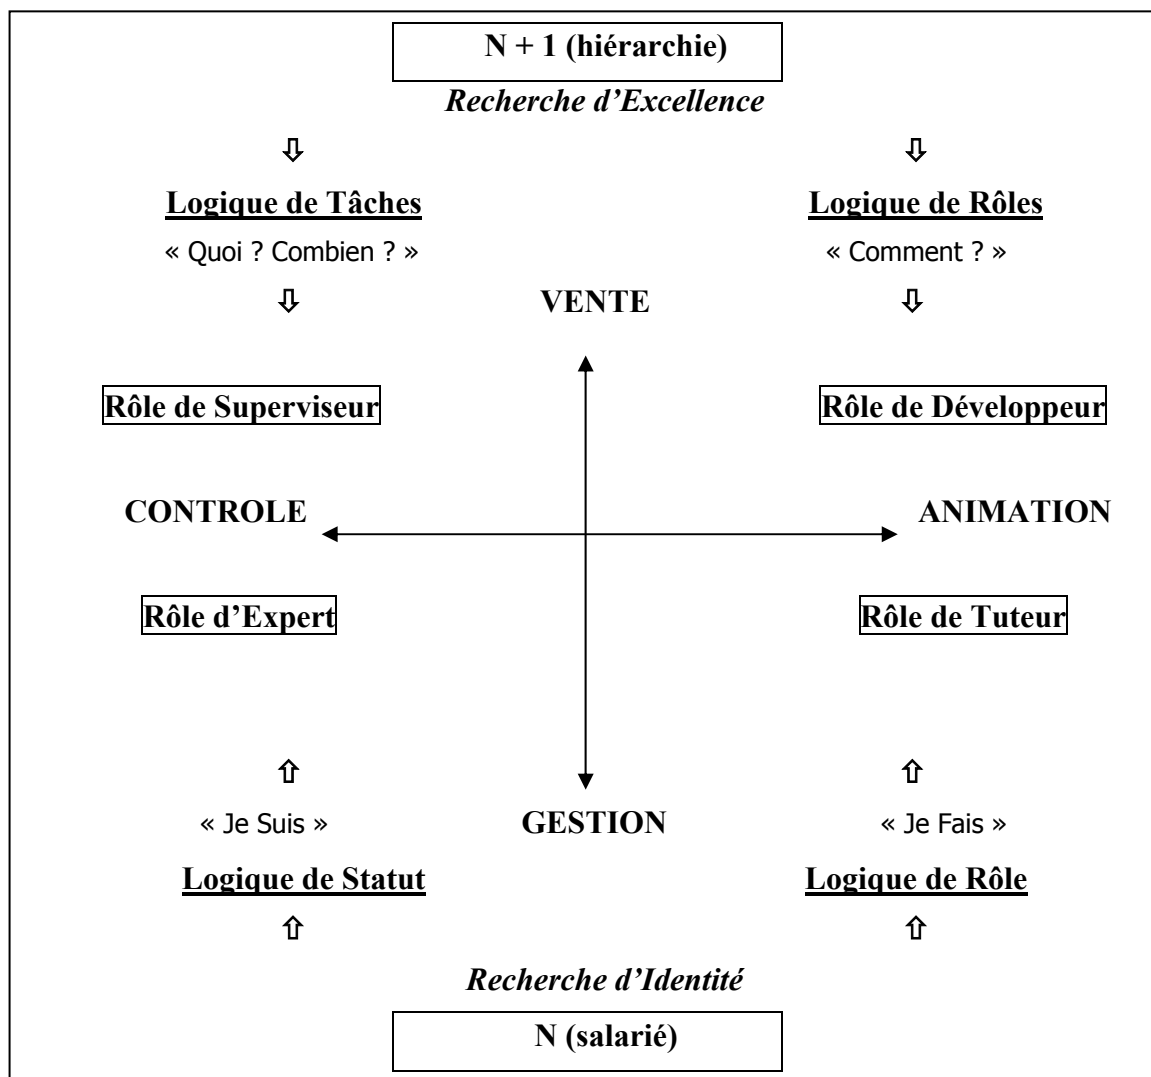 N + 1 (hiérarchie)
Recherche d’Excellence
Logique de Tâches
Logique de Rôles
« Quoi ? Combien ? »
« Comment ? »
VENTE
Rôle de Superviseur
Rôle de Développeur
CONTROLE
ANIMATION
Rôle d’Expert
Rôle de Tuteur
« Je Suis »
GESTION
« Je Fais »
Logique de Statut
Logique de Rôle
Recherche d’Identité
N (salarié)